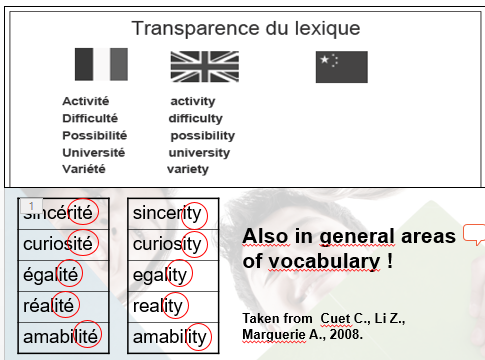 Transparence du lexique
Activité activity
Difficulté difficulty
Possibilité possibility
Université university
Variété variety
1
sincérité sincerity
curiosité curiosity
égalité egality
réalité reality
amabilité amability
Also in general areas
of vocabulary !
Taken from Cuet C., Li Z.,
Marguerie A., 2008.